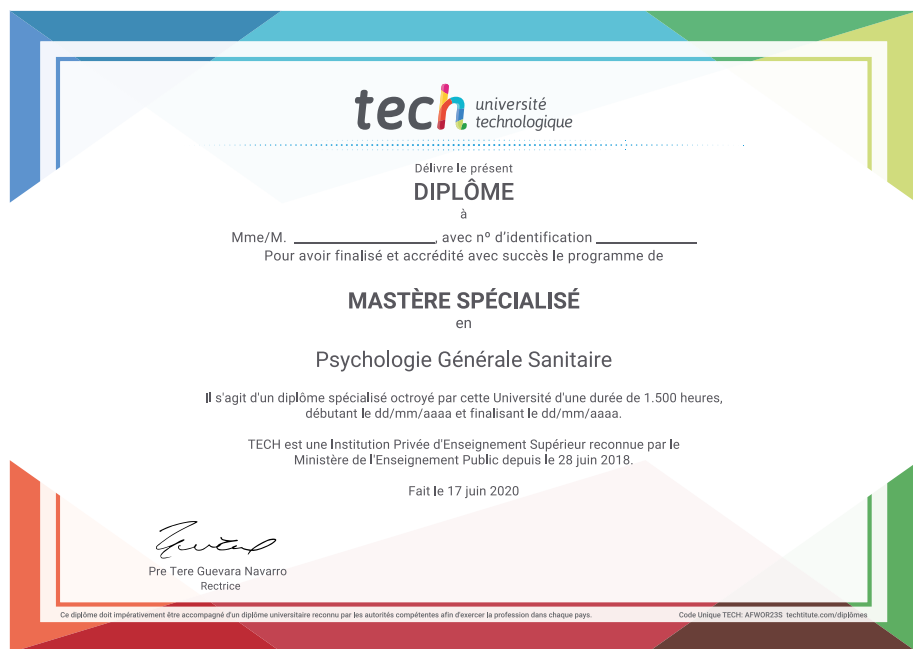 tech université
technologique
Délivre le présent
DIPLÔME
à
Mme/M. ____________, avec nº d'identification ____________
Pour avoir finalisé et accrédité avec succès le programme de
MASTÈRE SPÉCIALISÉ
en
Psychologie Générale Sanitaire
Il s'agit d'un diplôme spécialisé octroyé par cette Université d'une durée de 1.500 heures,
débutant le dd/mm/aaaa et finalisant le dd/mm/aaaa.
TECH est une Institution Privée d'Enseignement Supérieur reconnue par le
Ministère de l'Enseignement Public depuis le 28 juin 2018.
Fait le 17 juin 2020
Pre Tere Guevara Navarro
Rectrice
Ce diplôme doit impérativement être accompagné d'un diplôme universitaire reconnu par les autorités compétentes afin d'exercer la profession dans chaque pays.
Code Unique TECH: AFWOR23S techtitute.com/diplômes